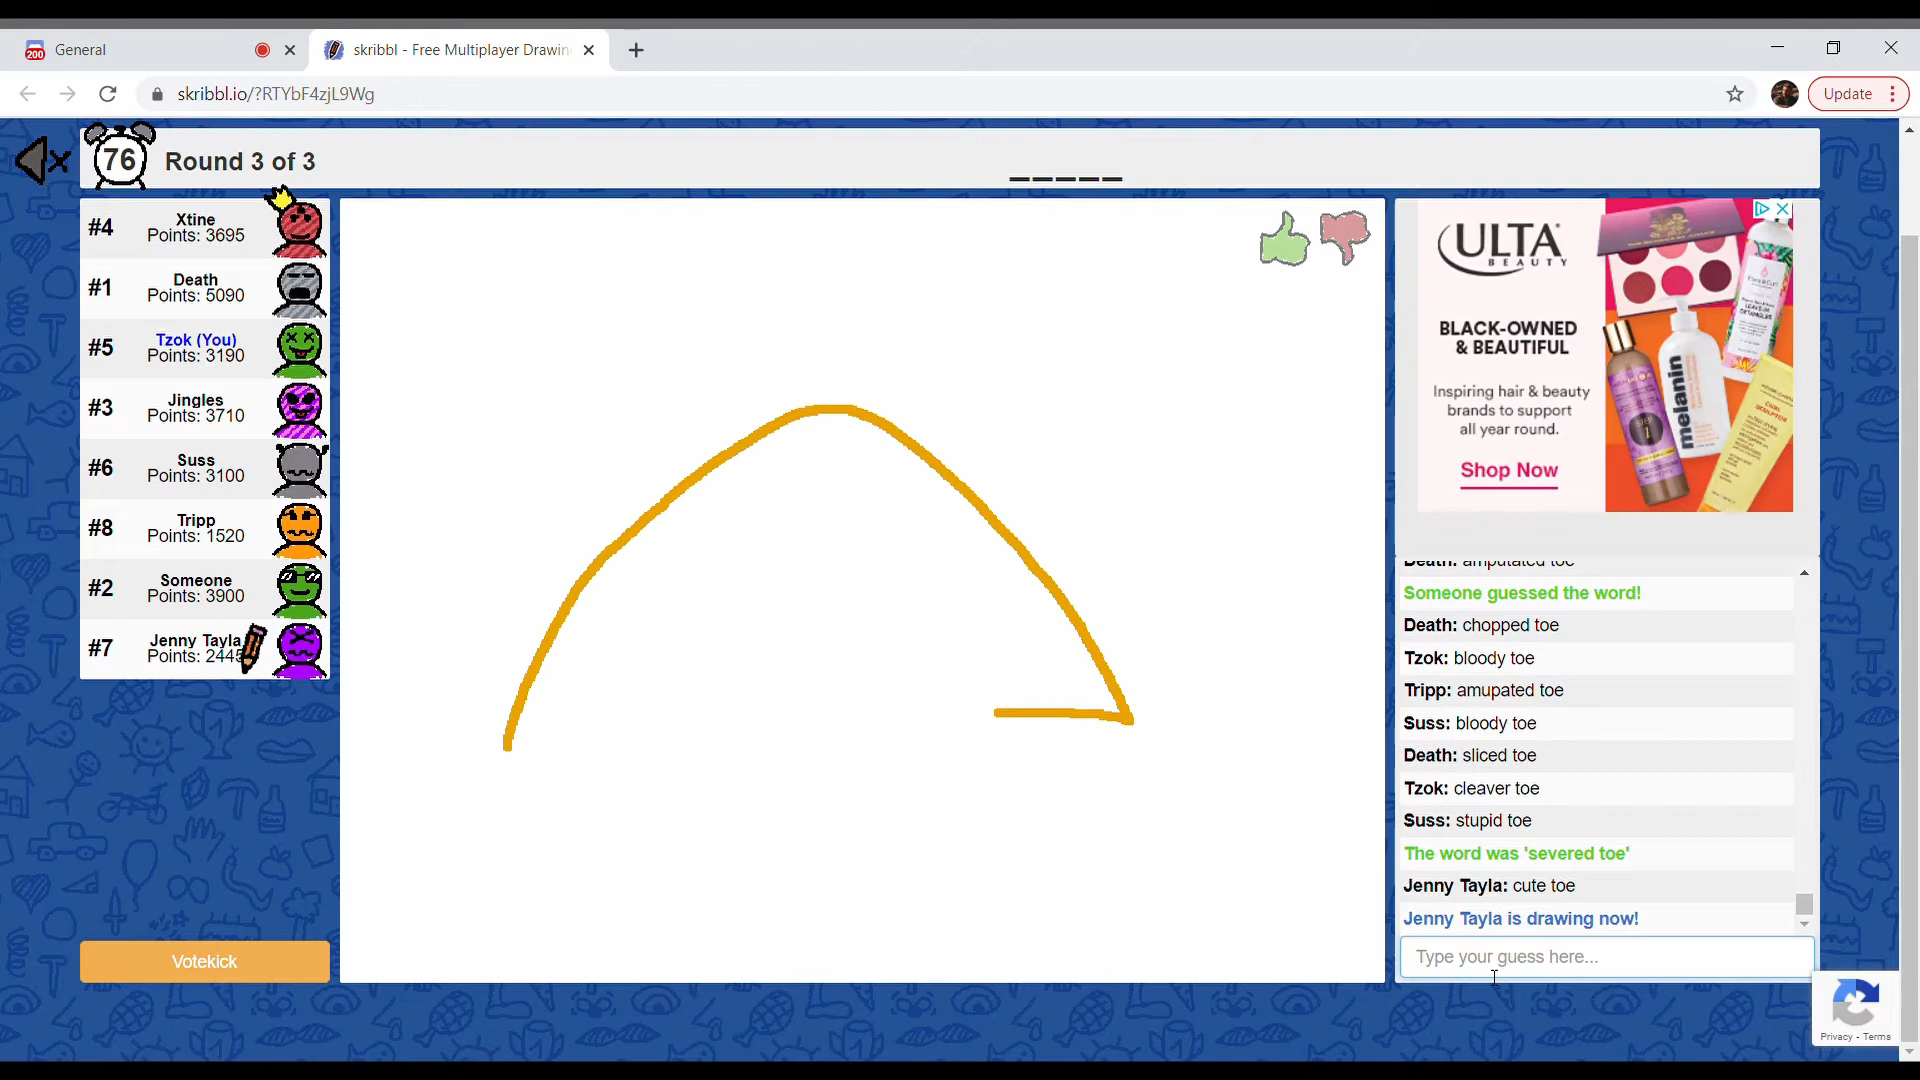 General
skribbl - Free Multiplayer Drawin
skribbl.io/?RTYbF4zjL9Wg
Update
76
Round 3 of 3
_ _ _ _ _
#4
Xtine
Points: 3695
#1
Death
Points: 5090
#5
Tzok (You)
Points: 3190
#3
Jingles
Points: 3710
#6
Suss
Points: 3100
#8
Tripp
Points: 1520
#2
Someone
Points: 3900
#7
Jenny Tayla
Points: 2445
Votekick
ULTA
BEAUTY
BLACK-OWNED
& BEAUTIFUL
Inspiring hair & beauty
brands to support
all year round.
Shop Now
melanin
Death: amputated toe
Someone guessed the word!
Death: chopped toe
Tzok: bloody toe
Tripp: amupated toe
Suss: bloody toe
Death: sliced toe
Tzok: cleaver toe
Suss: stupid toe
The word was 'severed toe'
Jenny Tayla: cute toe
Jenny Tayla is drawing now!
Type your guess here...
Privacy - Terms